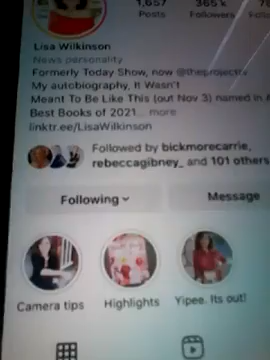 1,657 365k
Posts Followers
Lisa Wilkinson
News personality
Formerly Today Show, now @theprojecttv
My autobiography, It Wasn't
Meant To Be Like This (out Nov 3) named in
Best Books of 2021... more
linktr.ee/LisaWilkinson
Followed by bickmorecarrie,
rebeccagibney_ and 101 others
Following
Message
Camera tips Highlights Yipee. Its out!